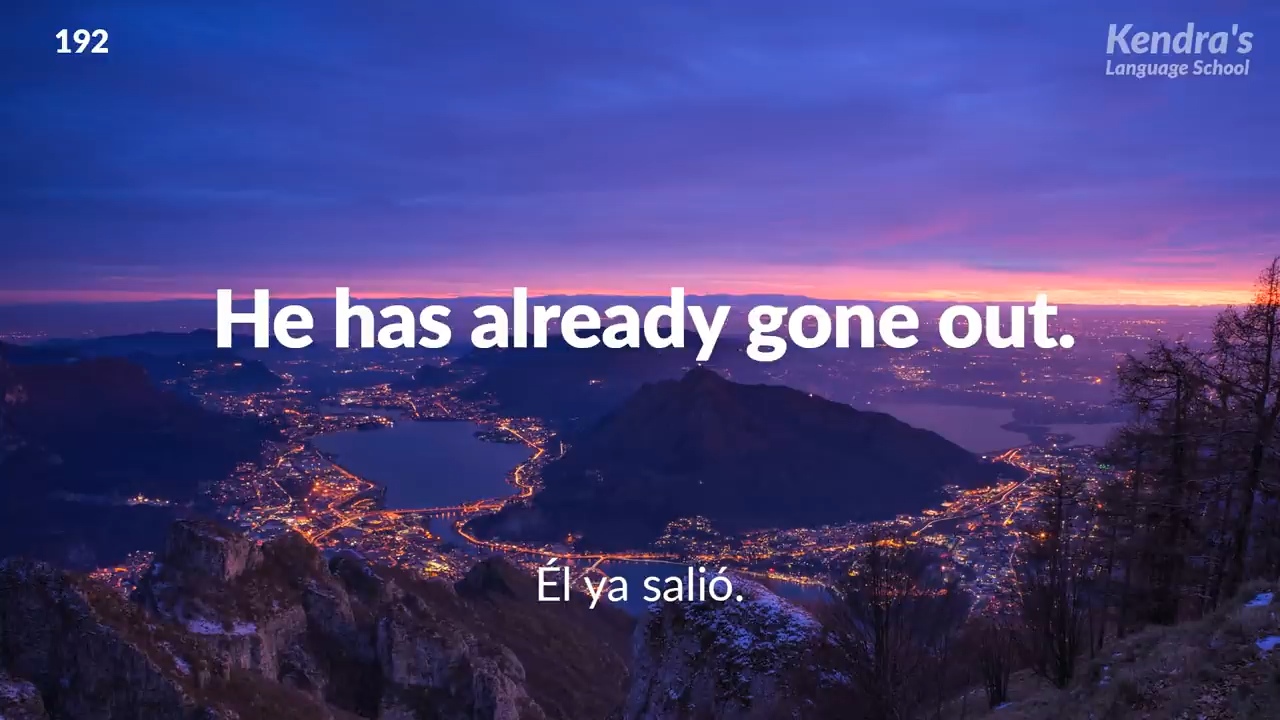 192
Kendra's
Language School
He has already gone out.
Él ya salió.